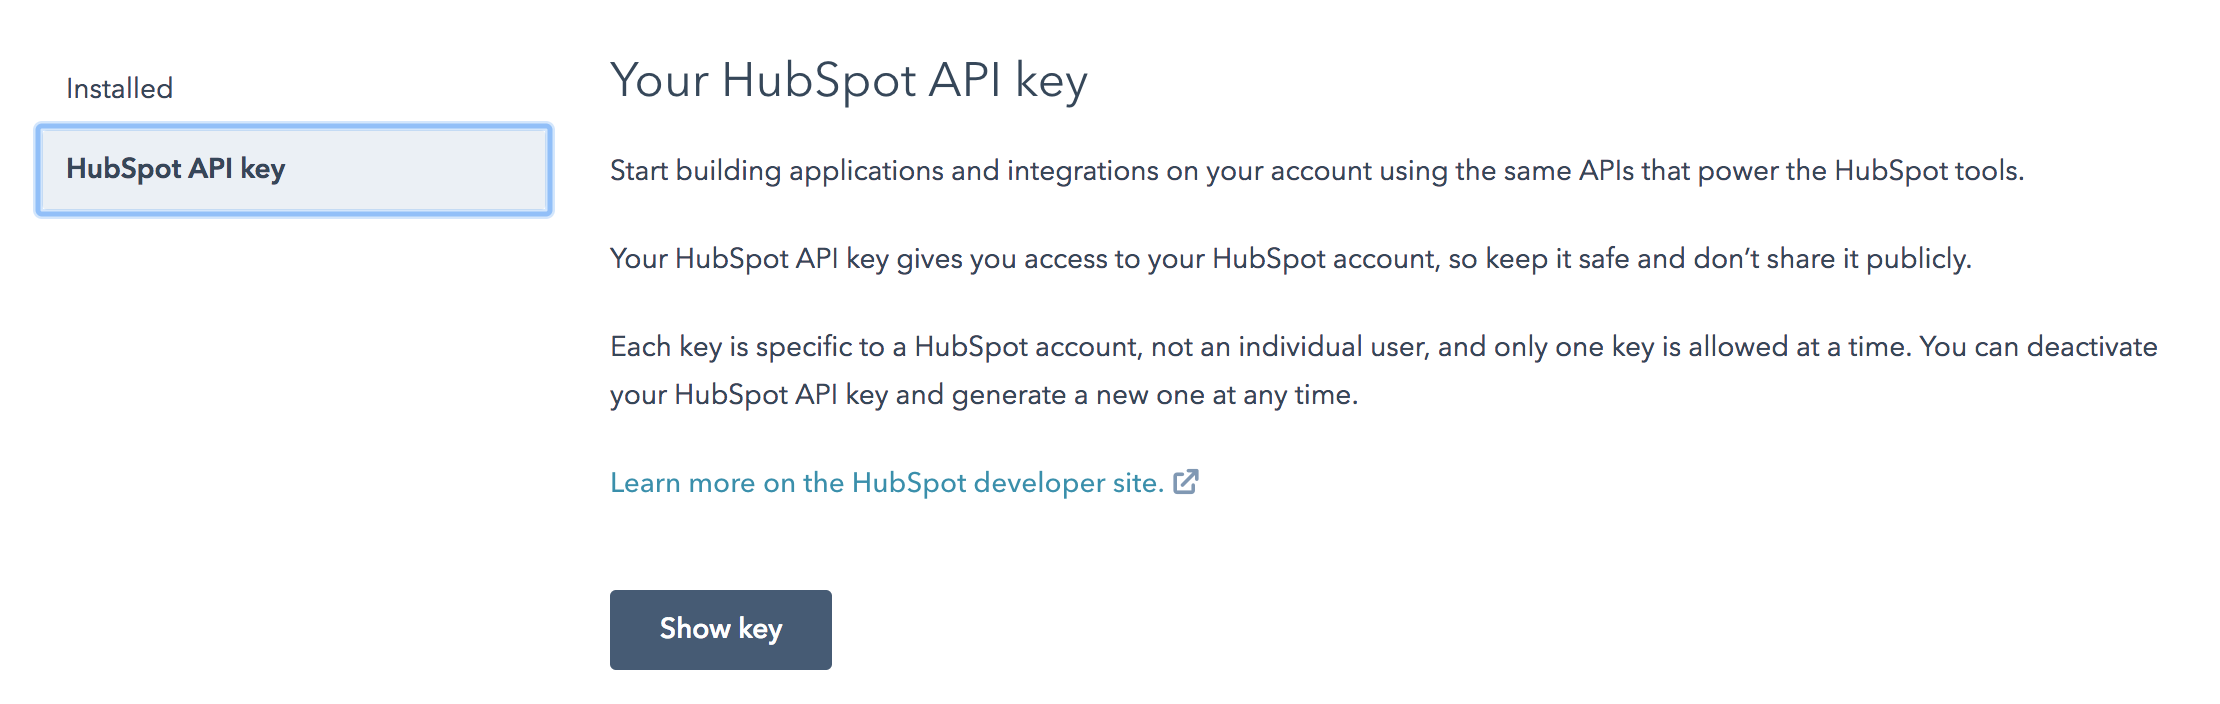 Installed
HubSpot API key
Your HubSpot API key
Start building applications and integrations on your account using the same APIs that power the HubSpot tools.
Your HubSpot API key gives you access to your HubSpot account, so keep it safe and don’t share it publicly.
Each key is specific to a HubSpot account, not an individual user, and only one key is allowed at a time. You can deactivate
your HubSpot API key and generate a new one at any time.
Learn more on the HubSpot developer site.
Show key